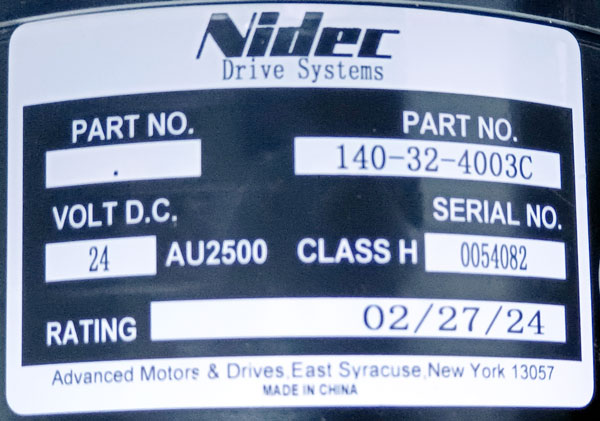 Nidec
Drive Systems
PART NO. PART NO.
. 140-32-4003C
VOLT D.C. SERIAL NO.
24 AU2500 CLASS H 0054082
RATING 02/27/24
Advanced Motors & Drives,East Syracuse,New York 13057
MADE IN CHINA